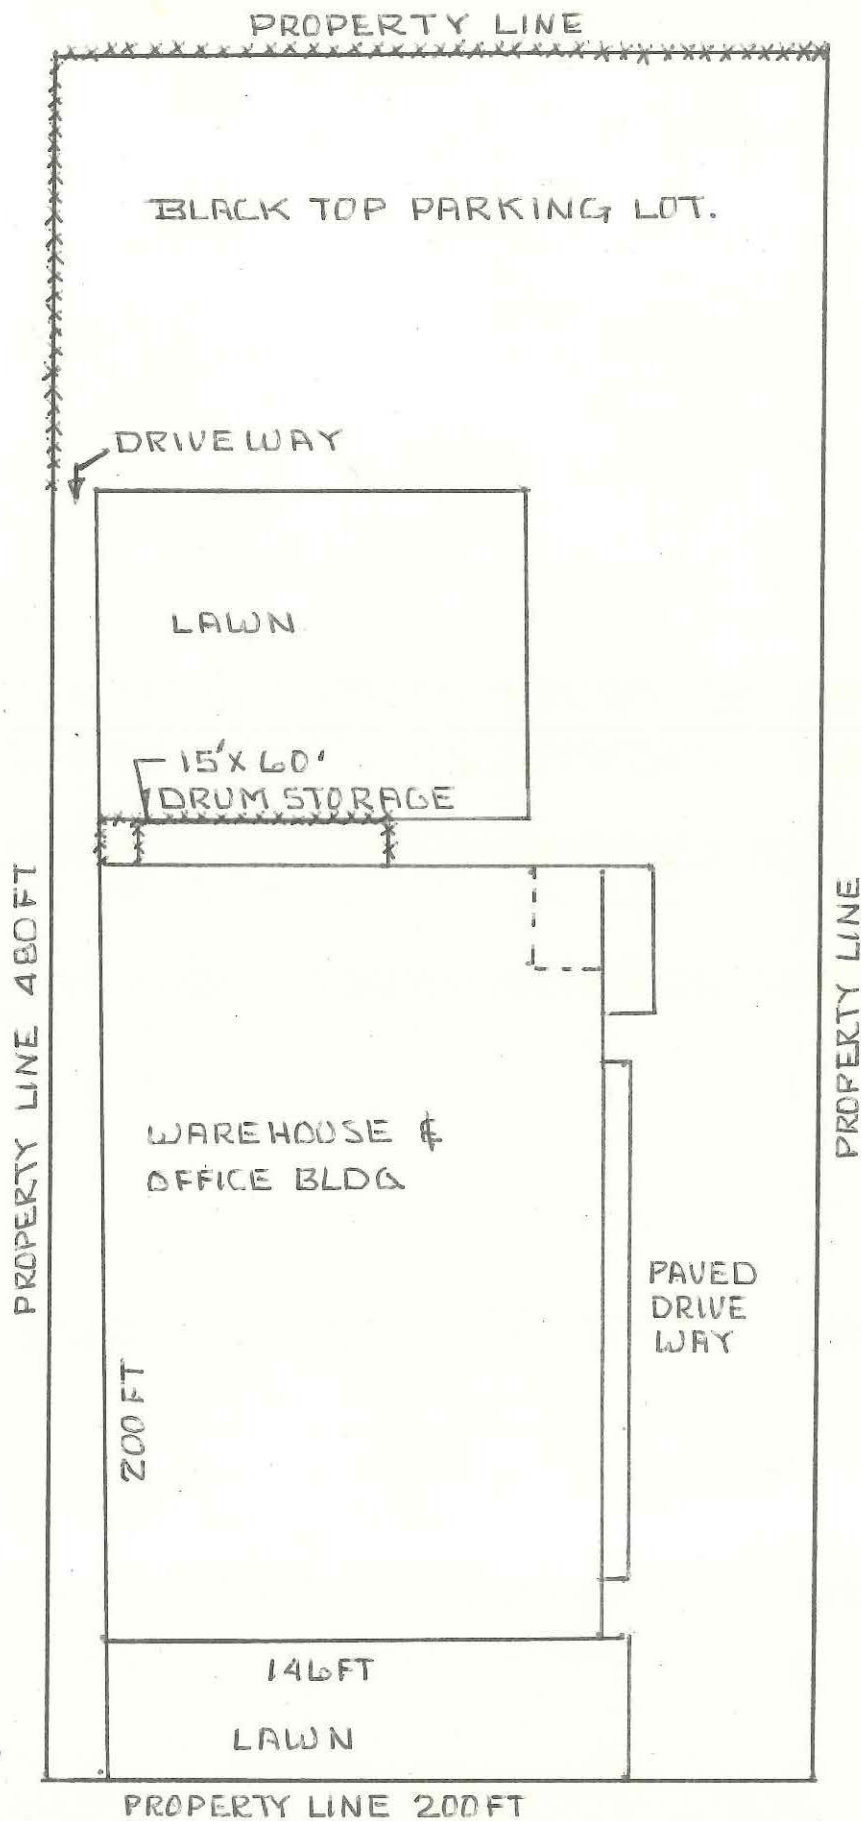 PROPERTY LINE
BLACK TOP PARKING LOT.
DRIVEWAY
LAWN
15'X60'
DRUM STORAGE
PROPERTY LINE 480FT
PROPERTY LINE
WAREHOUSE &
OFFICE BLDG
PAVED
DRIVE
WAY
200FT
146FT
LAWN
PROPERTY LINE 200FT